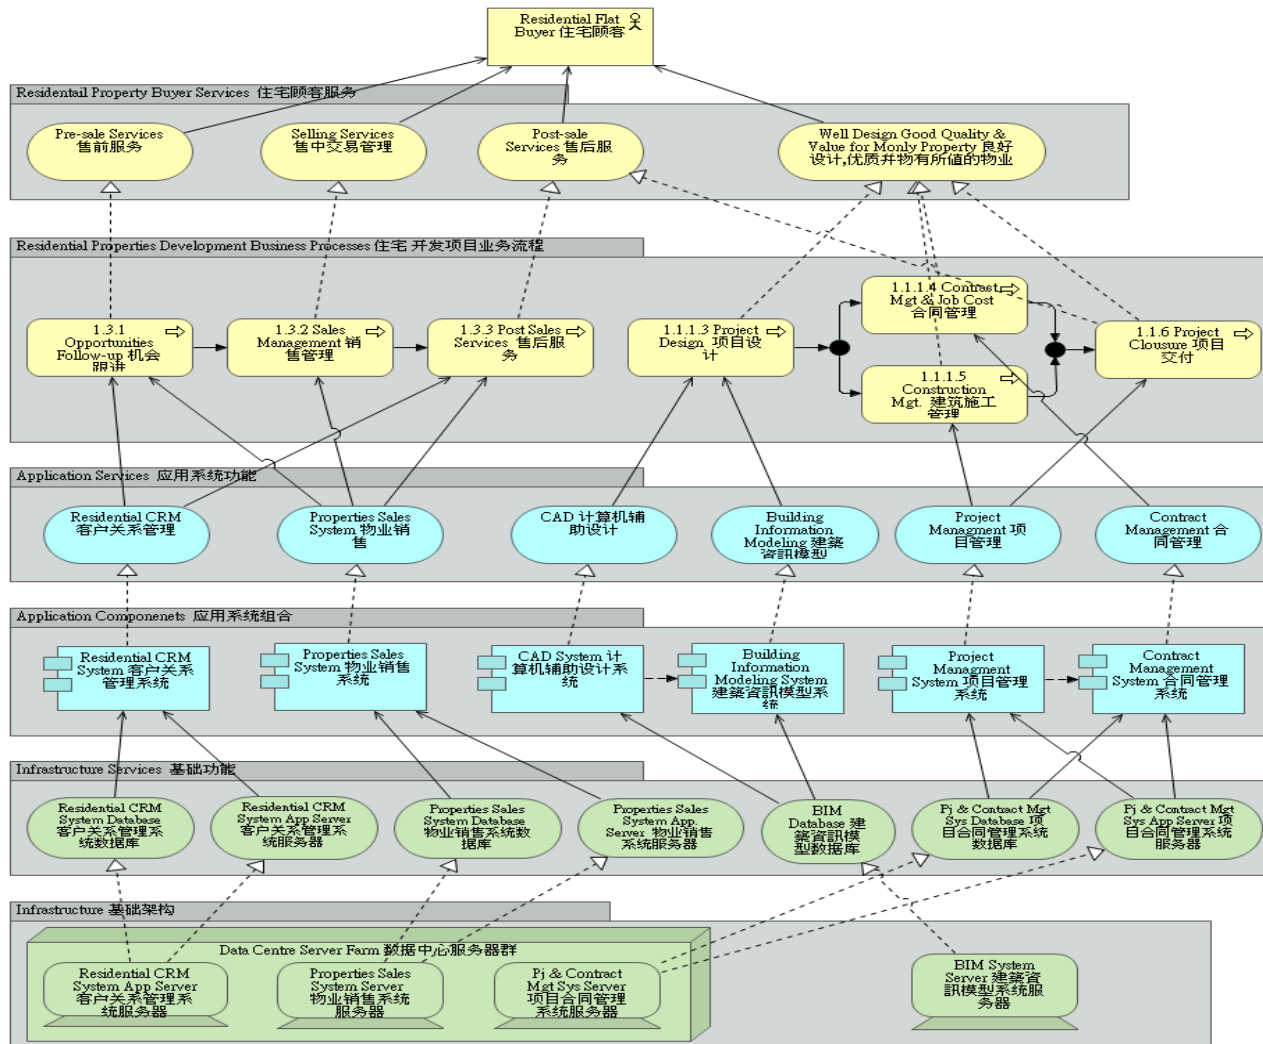 Residential Flat
Buyer 住宅顾客
Residentail Property Buyer Services 住宅顾客服务
Pre-sale Services
售前服务
Selling Services
售中交易管理
Post-sale
Services 售后服
务
Well Design Good Quality &
Value for Monly Property 良好
设计,优质弁物有所值的物业
Residential Properties Development Business Processes 住宅 开发项目业务流程
1.3.1
Opportunities
Follow-up 机会
跟进
1.3.2 Sales
Management 销
售管理
1.3.3 Post Sales
Services 售后服
务
1.1.1.3 Project
Design 项目设
计
1.1.1.4 Contract
Mgt & Job Cost
合同管理
1.1.1.5
Construction
Mgt. 建筑施工
管理
1.1.6 Project
Clousure 项目
交付
Application Services 应用系统功能
Residential CRM
客户关系管理
Properties Sales
System 物业销
售
CAD 计算机辅
助设计
Building
Information
Modeling 建築
資訊模型
Project
Managment 项
目管理
Contract
Management 合
同管理
Application Componenets 应用系统组合
Residential CRM
System 客户关系
管理系统
Properties Sales
System 物业销售
系统
CAD System 计
算机辅助设计系
统
Building
Information
Modeling System
建築資訊模型系
统
Project
Managment
System 项目管理
系统
Contract
Management
System 合同管理
系统
Infrastructure Services 基础功能
Residential CRM
System Database
客户关系管理系
统数据库
Residential CRM
System App Server
客户关系管理系
统服务器
Properties Sales
System Database
物业销售系统数
据库
Properties Sales
System App.
Server 物业销售
系统服务器
BIM
Database 建
築資訊模
型数据库
Pj & Contract Mgt
Sys Database 项
目合同管理系统
数据库
Pj & Contract Mgt
Sys App Server 项
目合同管理系统
服务器
Infrastructure 基础架构
Data Centre Server Farm 数据中心服务器群
Residential CRM
System App Server
客户关系管理系
统服务器
Properties Sales
System Server
物业销售系统
服务器
Pj & Contract
Mgt Sys Server
项目合同管理
系统服务器
BIM System
Server 建築資
訊模型系统服
务器